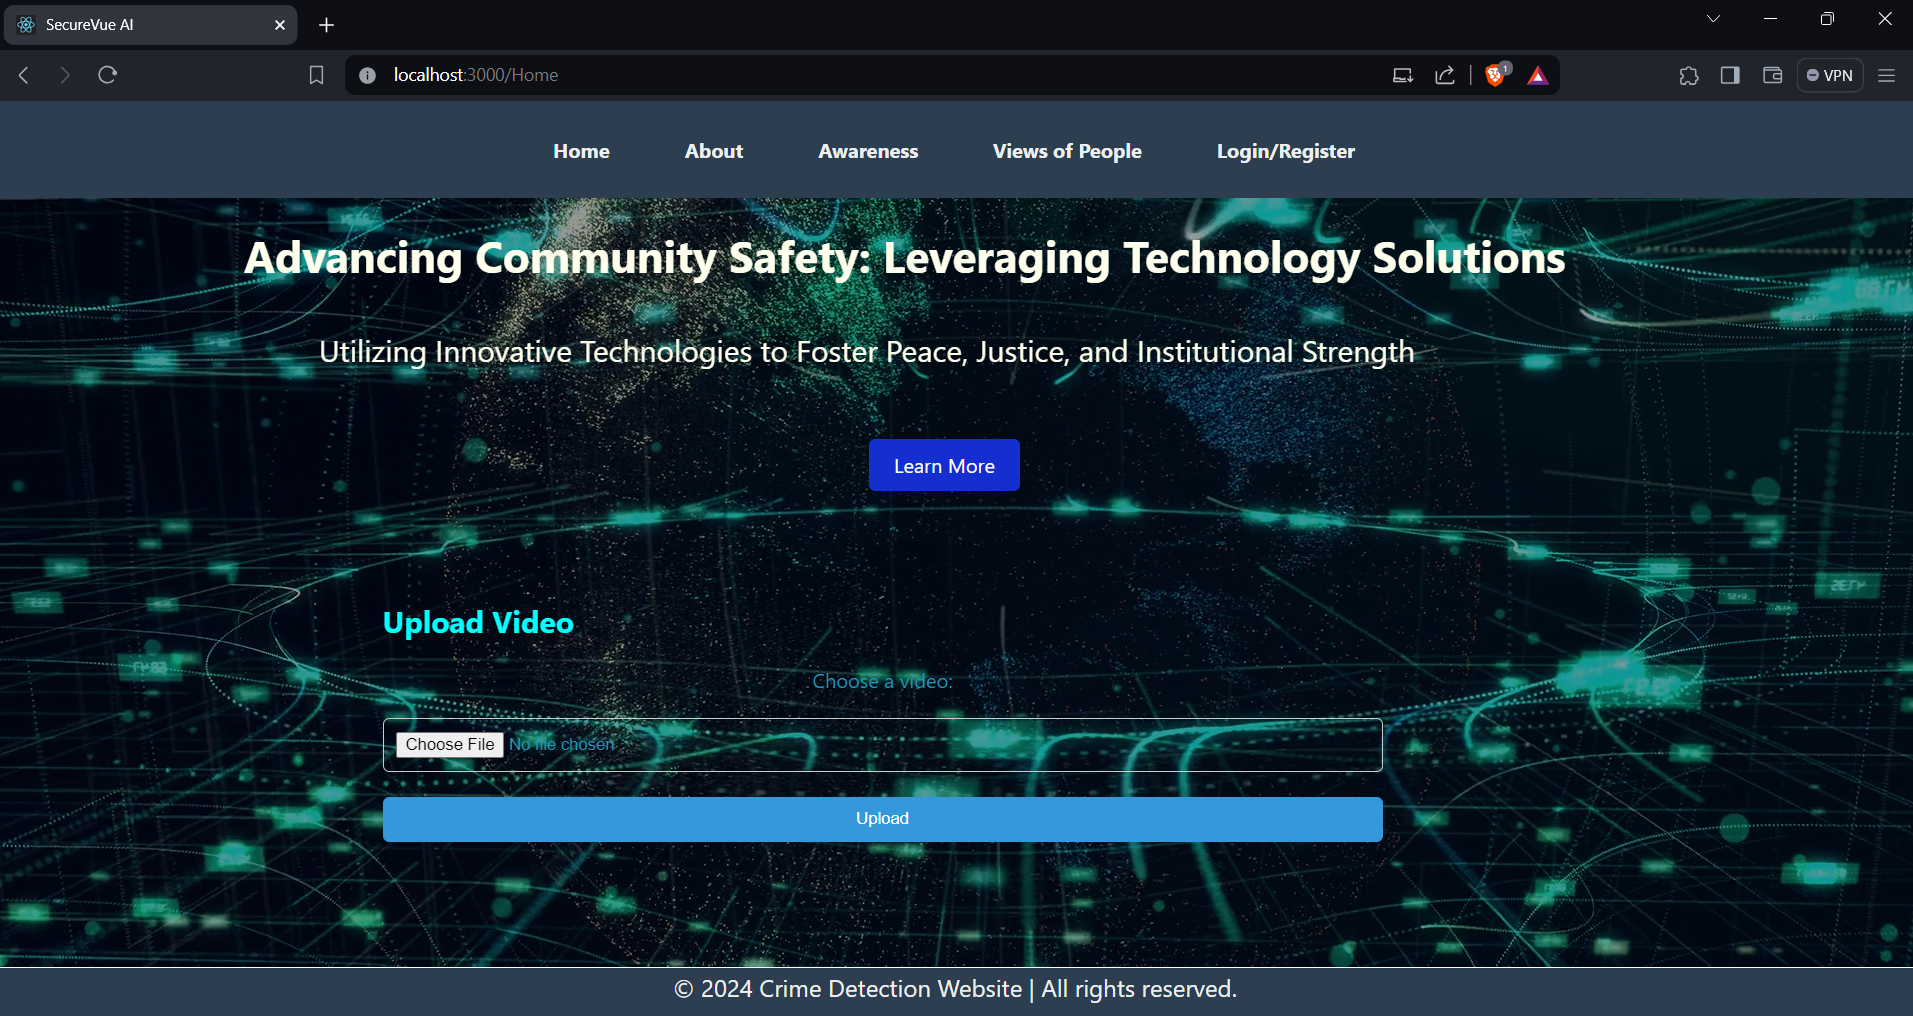 SecureVue AI
localhost:3000/Home
1
VPN
Home About Awareness Views of People Login/Register
Advancing Community Safety: Leveraging Technology Solutions
Utilizing Innovative Technologies to Foster Peace, Justice, and Institutional Strength
Learn More
Upload Video
Choose a video:
Choose File No file chosen
Upload
© 2024 Crime Detection Website | All rights reserved.